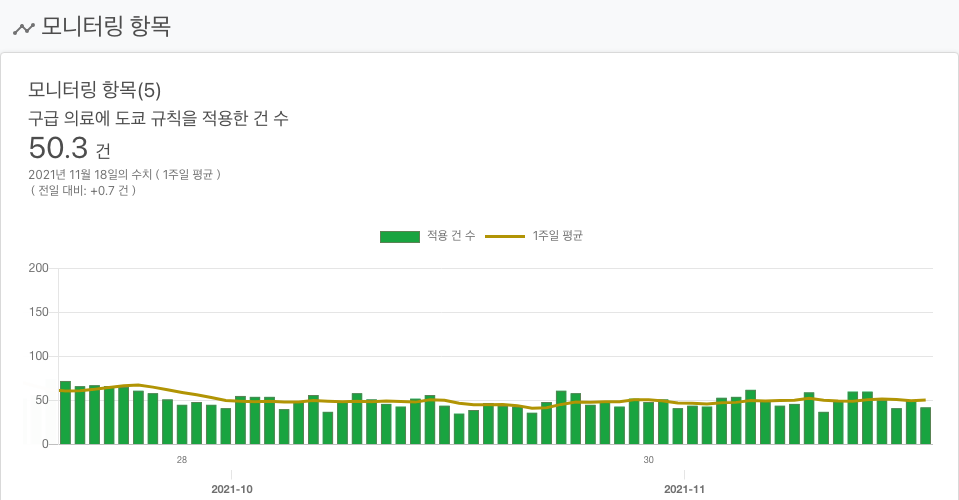 모니터링 항목
모니터링 항목(5)
구급 의료에 도쿄 규칙을 적용한 건 수
50.3 건
2021년 11월 18일의 수치 ( 1주일 평균 )
( 전일 대비: +0.7 건 )
적용 건 수 1주일 평균
200
150
100
50
0
28 30
2021-10 2021-11